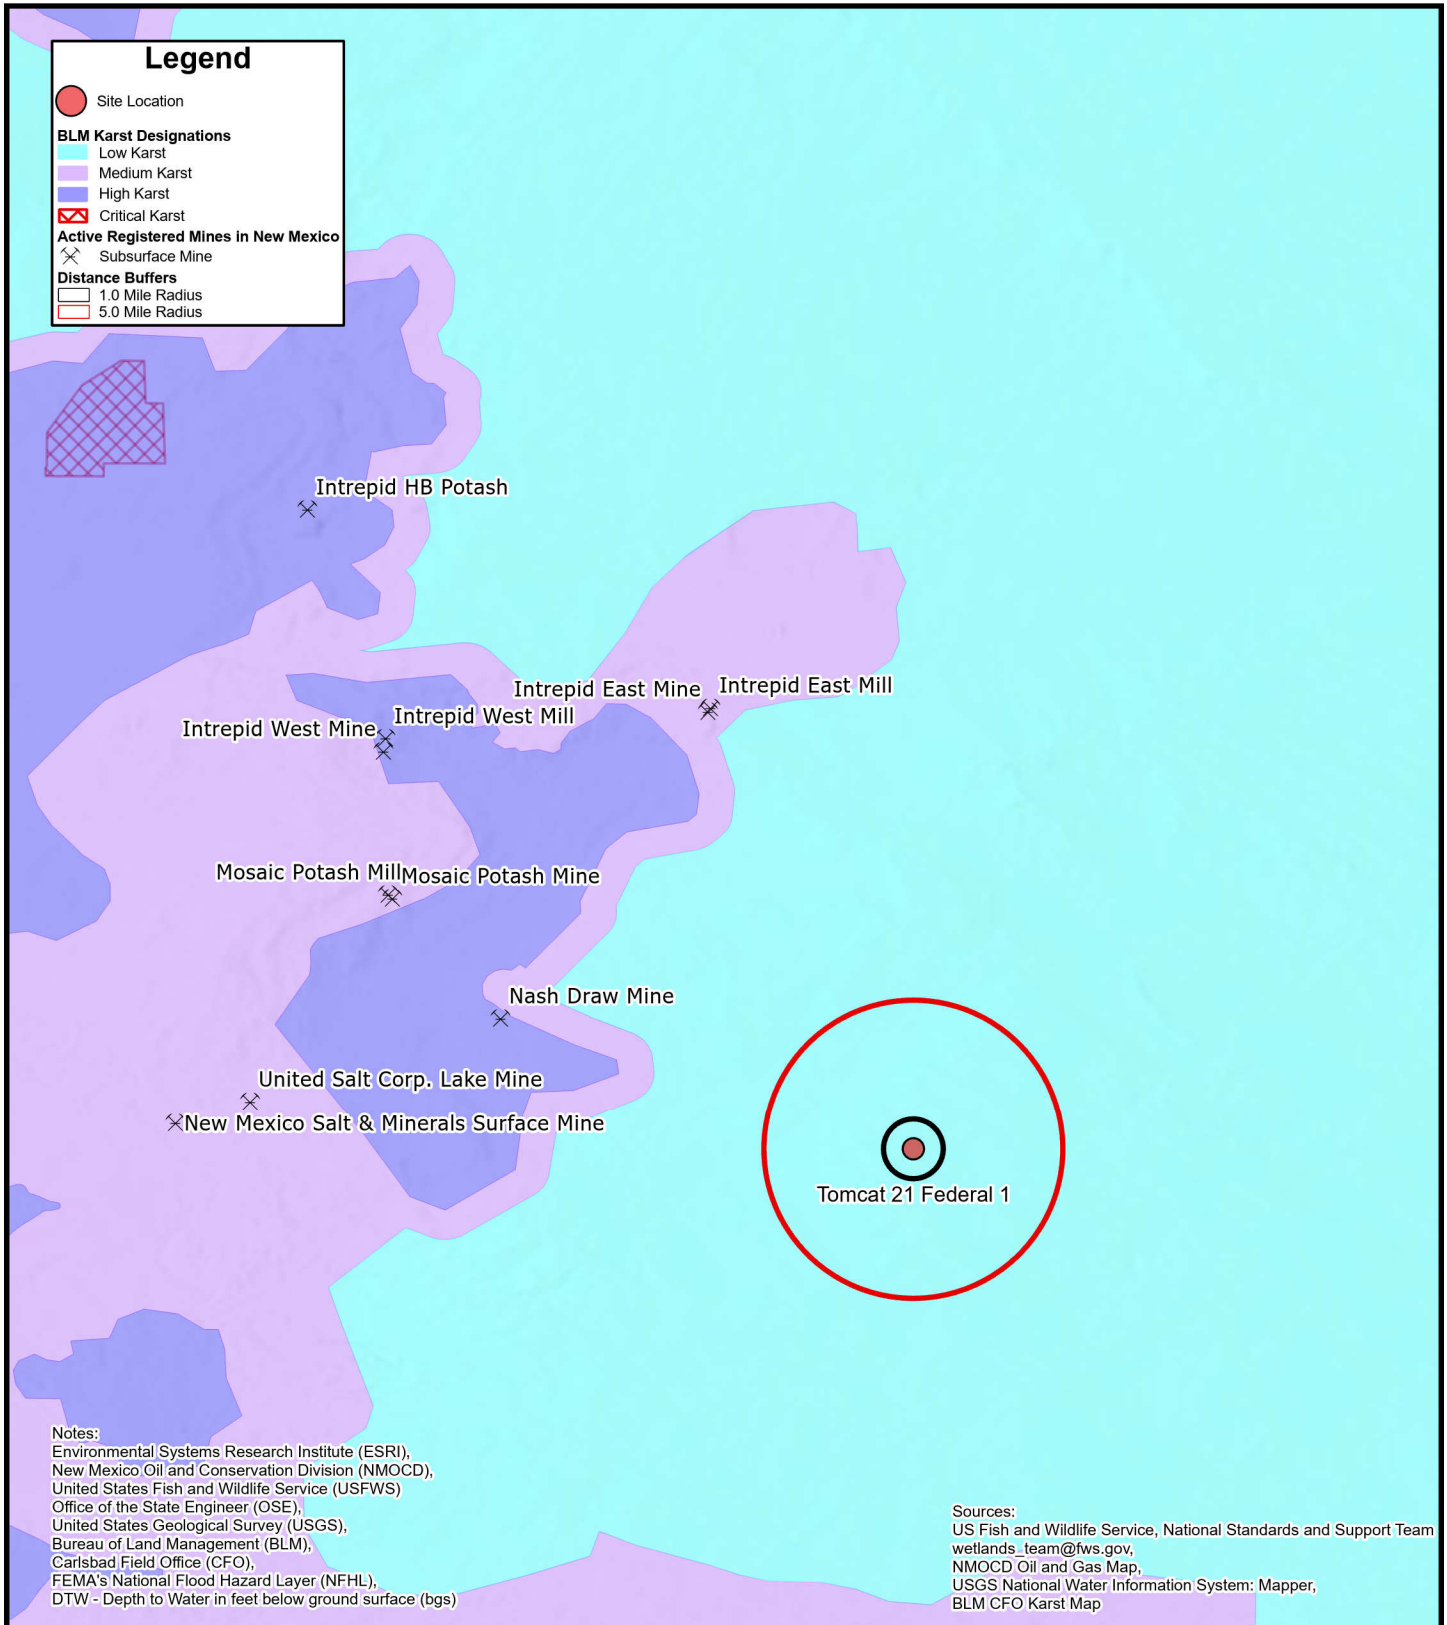 Legend
Site Location
BLM Karst Designations
Low Karst
Medium Karst
High Karst
Critical Karst
Active Registered Mines in New Mexico
Subsurface Mine
Distance Buffers
1.0 Mile Radius
5.0 Mile Radius
Intrepid HB Potash
Intrepid East Mine
Intrepid East Mill
Intrepid West Mill
Intrepid West Mine
Mosaic Potash Mill
Mosaic Potash Mine
Nash Draw Mine
United Salt Corp. Lake Mine
New Mexico Salt & Minerals Surface Mine
Tomcat 21 Federal 1
Notes:
Environmental Systems Research Institute (ESRI),
New Mexico Oil and Conservation Division (NMOCD),
United States Fish and Wildlife Service (USFWS)
Office of the State Engineer (OSE),
United States Geological Survey (USGS),
Bureau of Land Management (BLM),
Carlsbad Field Office (CFO),
FEMA's National Flood Hazard Layer (NFHL),
DTW - Depth to Water in feet below ground surface (bgs)
Sources:
US Fish and Wildlife Service, National Standards and Support Team
wetlands_team@fws.gov,
NMOCD Oil and Gas Map,
USGS National Water Information System: Mapper,
BLM CFO Karst Map